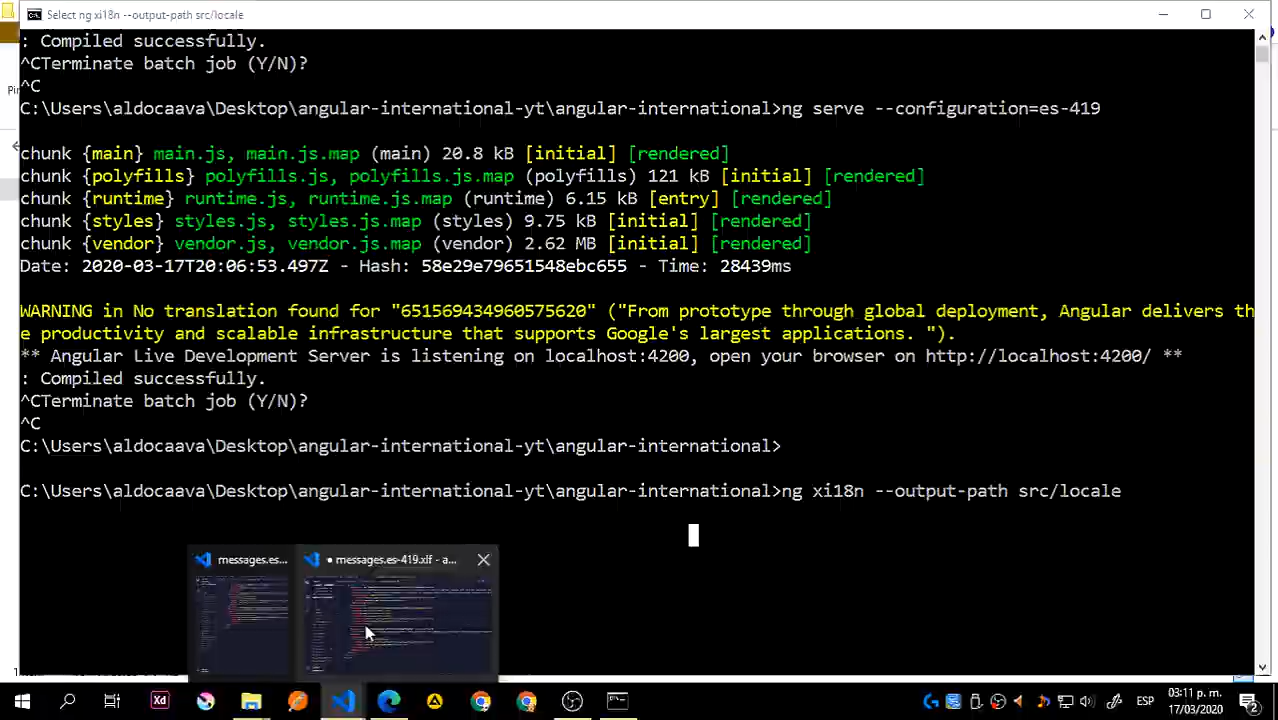 Select ng xi18n --output-path src/locale
: Compiled successfully.
^CTerminate batch job (Y/N)?
^C
C:\Users\aldocaava\Desktop\angular-international-yt\angular-international>ng serve --configuration=es-419
chunk {main} main.js, main.js.map (main) 20.8 kB [initial] [rendered]
chunk {polyfills} polyfills.js, polyfills.js.map (polyfills) 121 kB [initial] [rendered]
chunk {runtime} runtime.js, runtime.js.map (runtime) 6.15 kB [entry] [rendered]
chunk {styles} styles.js, styles.js.map (styles) 9.75 kB [initial] [rendered]
chunk {vendor} vendor.js, vendor.js.map (vendor) 2.62 MB [initial] [rendered]
Date: 2020-03-17T20:06:53.497Z - Hash: 58e29e79651548ebc655 - Time: 28439ms
WARNING in No translation found for "651569434960575620" ("From prototype through global deployment, Angular delivers th
e productivity and scalable infrastructure that supports Google's largest applications. ").
** Angular Live Development Server is listening on localhost:4200, open your browser on http://localhost:4200/ **
: Compiled successfully.
^CTerminate batch job (Y/N)?
^C
C:\Users\aldocaava\Desktop\angular-international-yt\angular-international>
C:\Users\aldocaava\Desktop\angular-international-yt\angular-international>ng xi18n --output-path src/locale
messages.es... • messages.es-419.xlf - a...
Xd
ESP
03:11 p. m.
17/03/2020
2